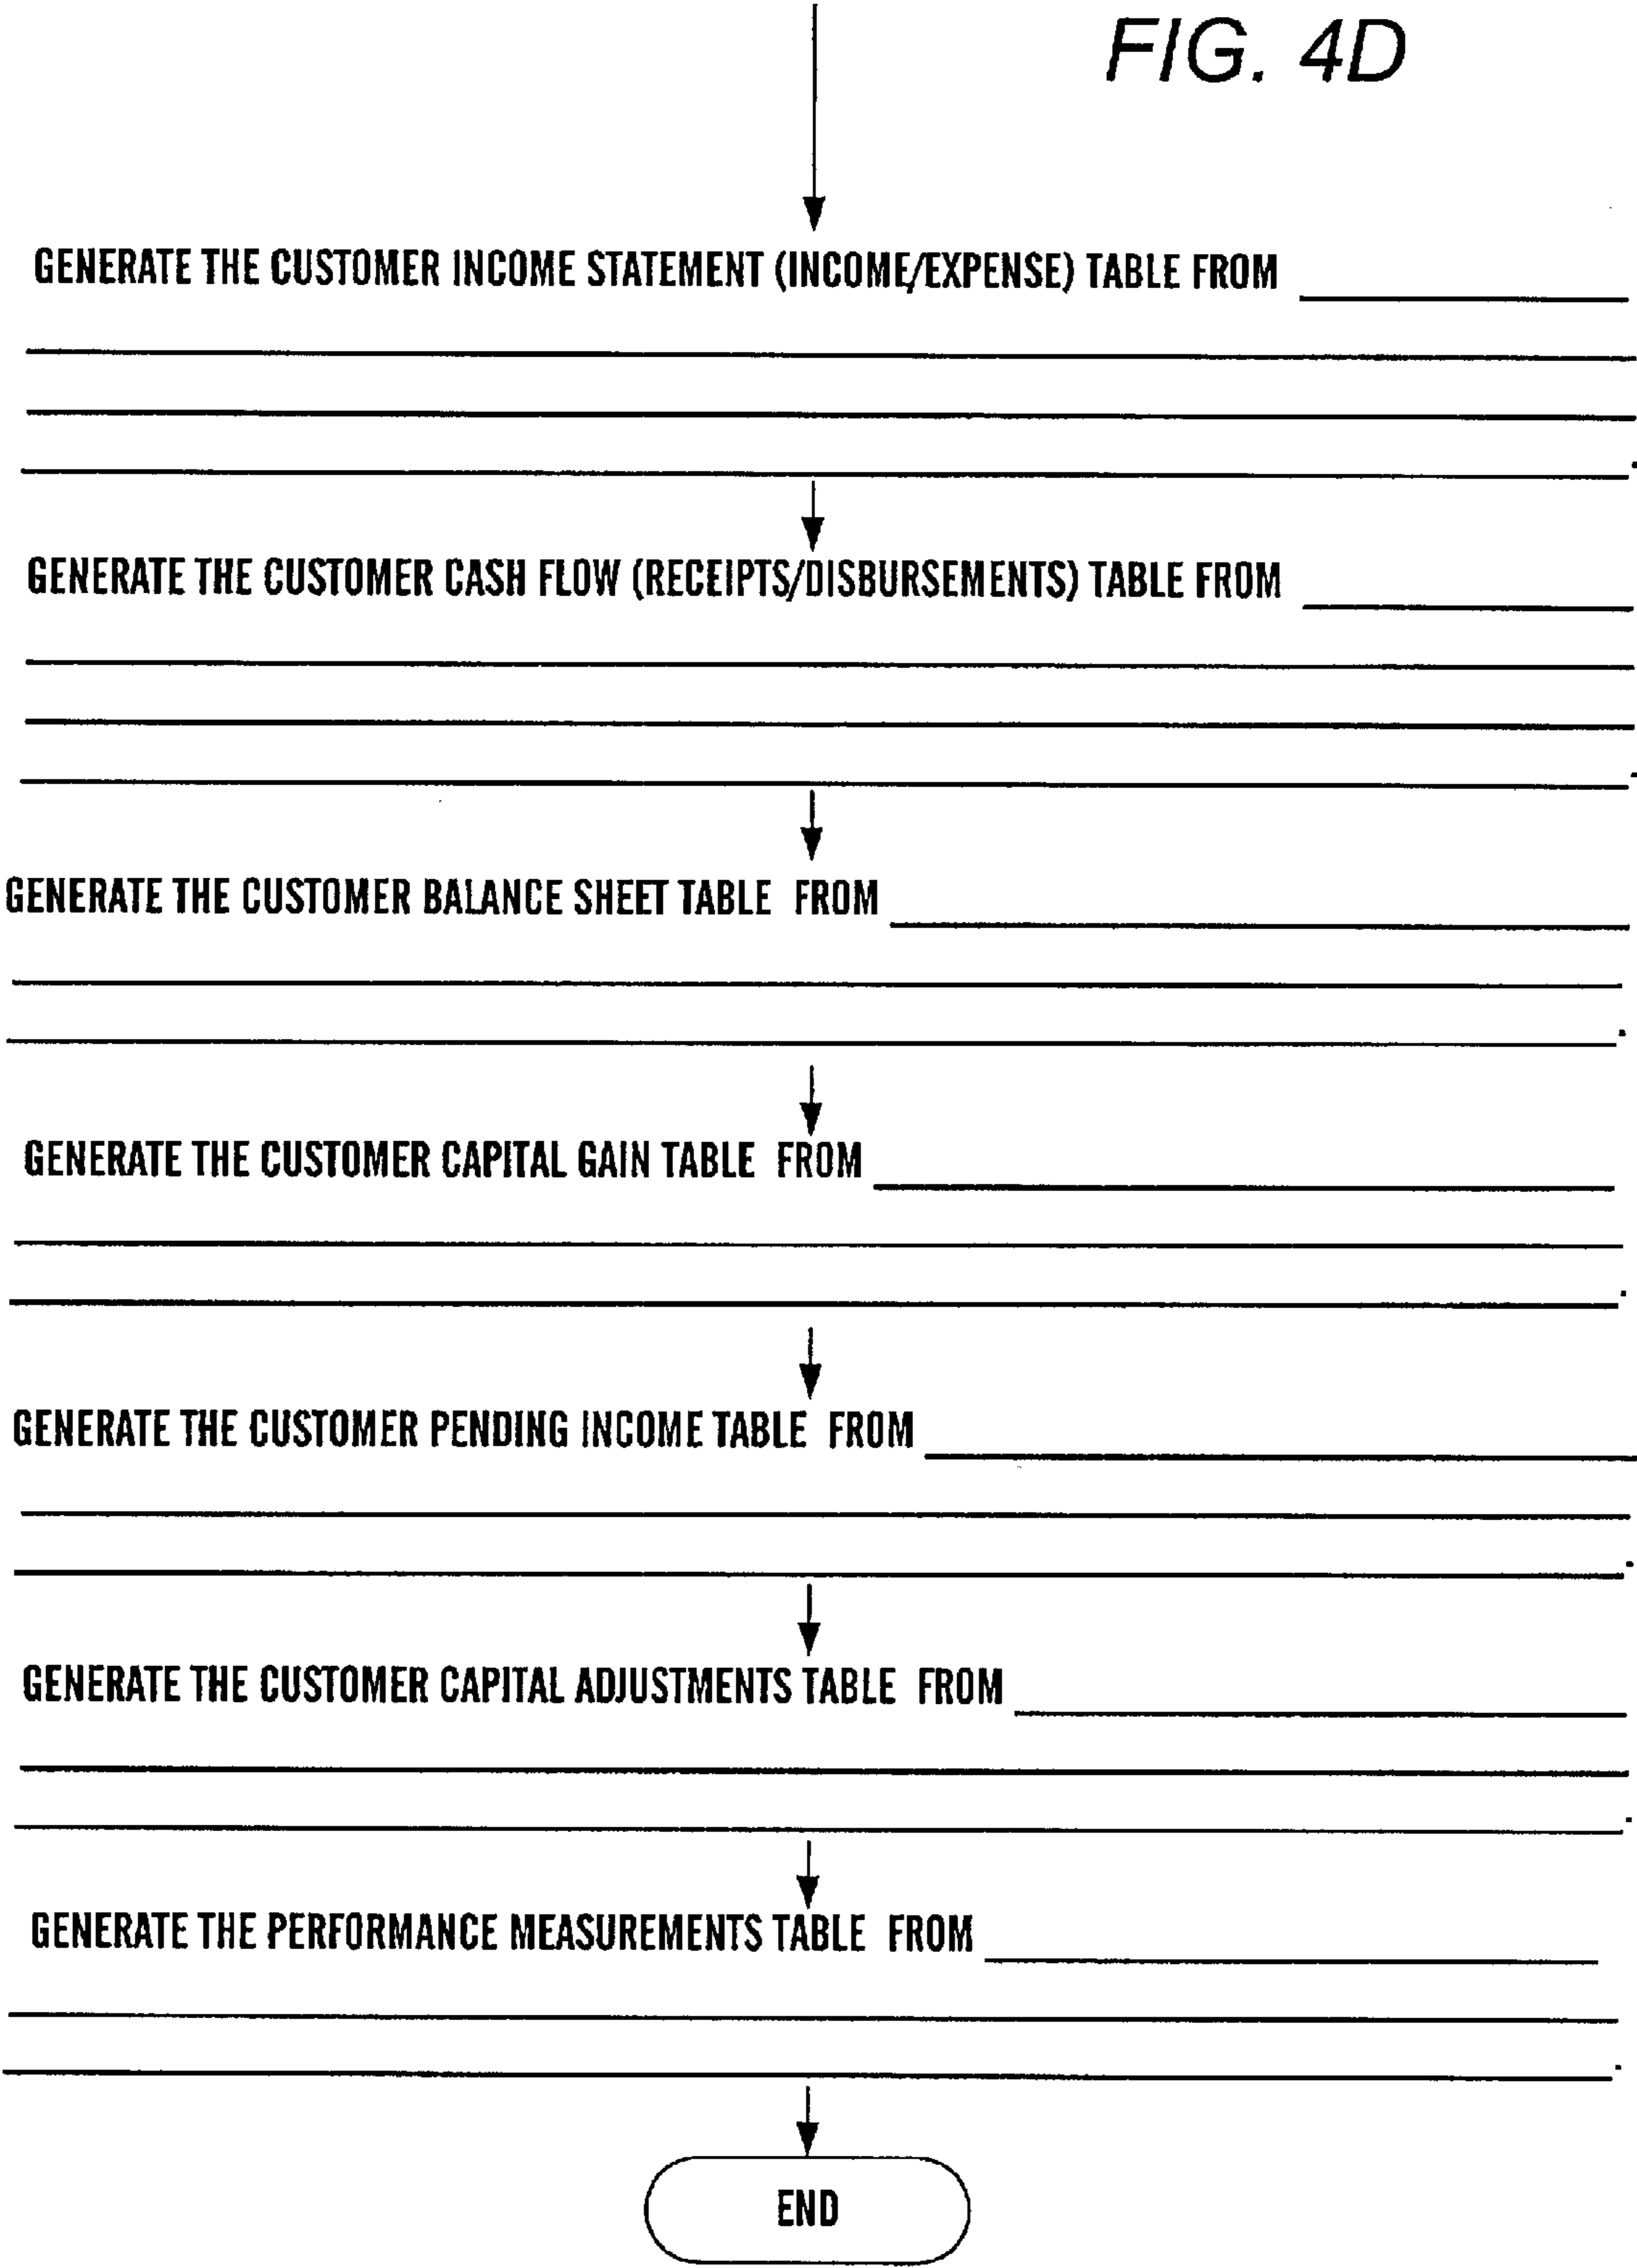 FIG. 4D
GENERATE THE CUSTOMER INCOME STATEMENT (INCOME/EXPENSE) TABLE FROM
.
GENERATE THE CUSTOMER CASH FLOW (RECEIPTS/DISBURSEMENTS) TABLE FROM
.
GENERATE THE CUSTOMER BALANCE SHEET TABLE FROM
.
GENERATE THE CUSTOMER CAPITAL GAIN TABLE FROM
.
GENERATE THE CUSTOMER PENDING INCOME TABLE FROM
.
GENERATE THE CUSTOMER CAPITAL ADJUSTMENTS TABLE FROM
.
GENERATE THE PERFORMANCE MEASUREMENTS TABLE FROM
.
END